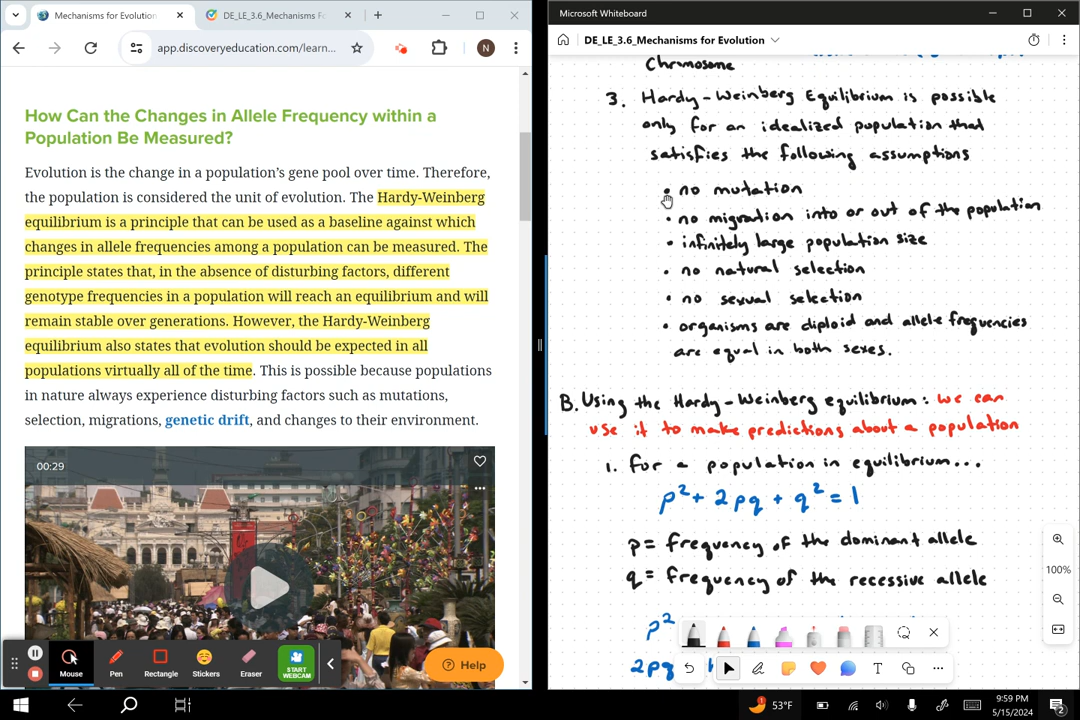 Mechanisms for Evolution
DE_LE_3.6_Mechanisms Fo
app.discoveryeducation.com/learn...
N
How Can the Changes in Allele Frequency within a
Population Be Measured?
Evolution is the change in a population's gene pool over time. Therefore,
the population is considered the unit of evolution. The Hardy-Weinberg
equilibrium is a principle that can be used as a baseline against which
changes in allele frequencies among a population can be measured. The
principle states that, in the absence of disturbing factors, different
genotype frequencies in a population will reach an equilibrium and will
remain stable over generations. However, the Hardy-Weinberg
equilibrium also states that evolution should be expected in all
populations virtually all of the time. This is possible because populations
in nature always experience disturbing factors such as mutations,
selection, migrations, genetic drift, and changes to their environment.
00:29
Mouse
Pen
Rectangle
Stickers
Eraser
START
WEBCAM
Help
Microsoft Whiteboard
DE_LE_3.6_Mechanisms for Evolution
Chromosome
3. Hardy-Weinberg Equilibrium is possible
only for an idealized population that
satisfies the following assumptions
• no mutation
• no migration into or out of the population
• infinitely large population size
• no natural selection
• no sexual selection
• organisms are diploid and allele frequencies
are equal in both sexes.
B. Using the Hardy-Weinberg equilibrium: we can
use it to make predictions about a population
1. for a population in equilibrium...
p² + 2pq + q² = 1
p = frequency of the dominant allele
q = frequency of the recessive allele
p²
2pq
100%
53°F
9:59 PM
5/15/2024
2